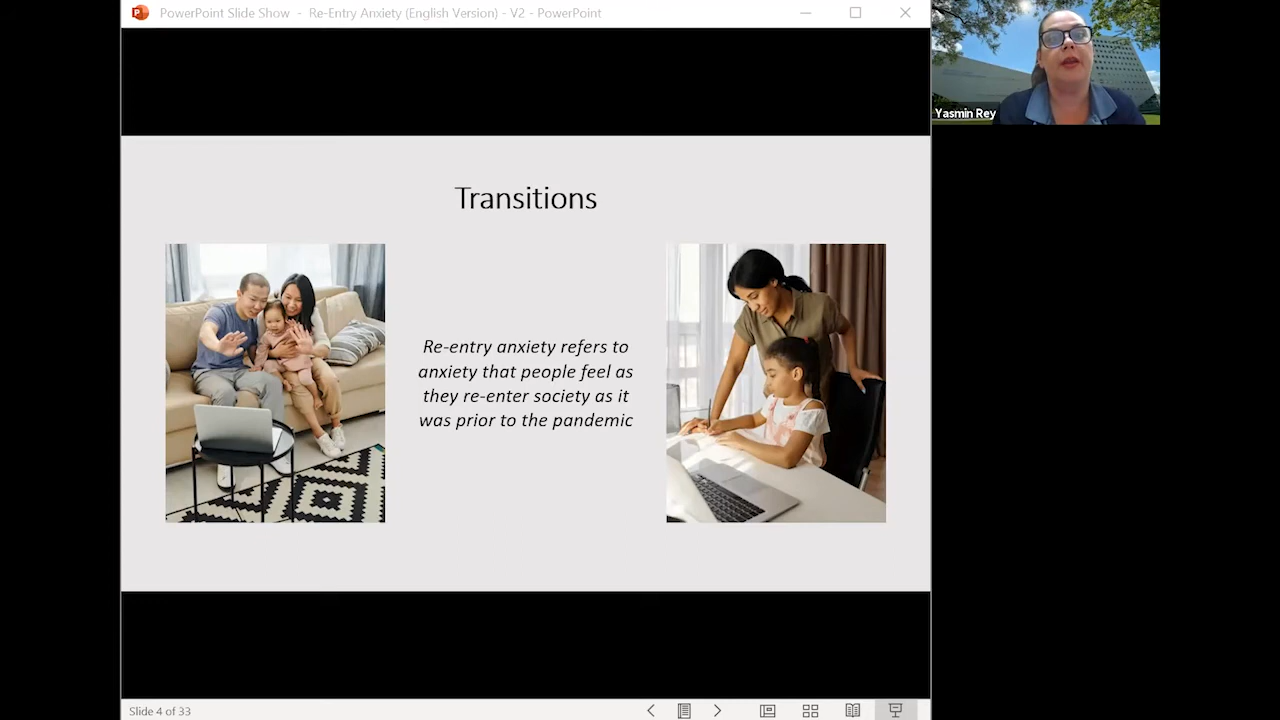 PowerPoint Slide Show - Re-Entry Anxiety (English Version) - V2 - PowerPoint
Yasmin Rey
Transitions
Re-entry anxiety refers to
anxiety that people feel as
they re-enter society as it
was prior to the pandemic
Slide 4 of 33